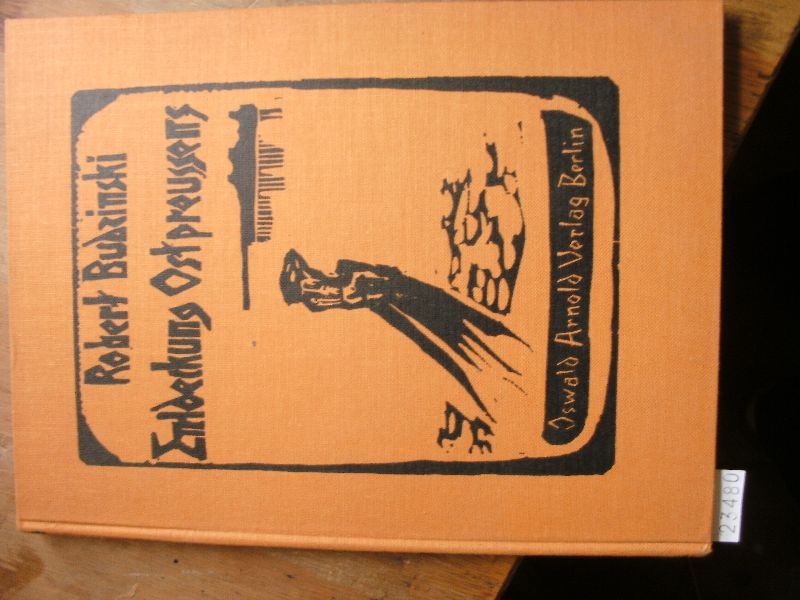 Robert Budzinski
Entdeckung Ostpreussens
Oswald Arnold Verlag Berlin
23480